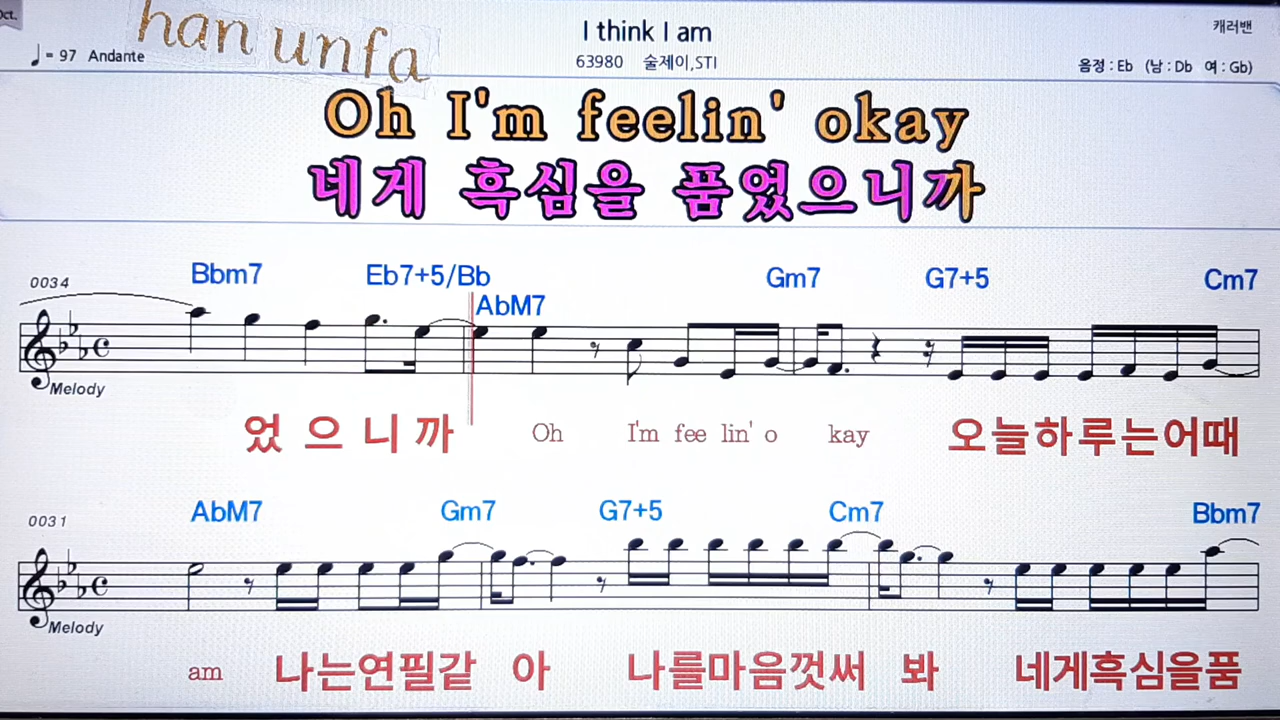 Oct.
han unfa
I think I am
캐러밴
♩= 97 Andante
63980 술제이,STI
음정 : Eb (남 : Db 여 : Gb)
Oh I'm feelin' okay
네게 흑심을 품었으니까
0034
Bbm7 Eb7+5/Bb AbM7 Gm7 G7+5 Cm7
Melody
었 으 니 까 Oh I'm fee lin' o kay 오늘하루는어때
0031
AbM7 Gm7 G7+5 Cm7 Bbm7
Melody
am 나는연필같 아 나를마음껏써 봐 네게흑심을품